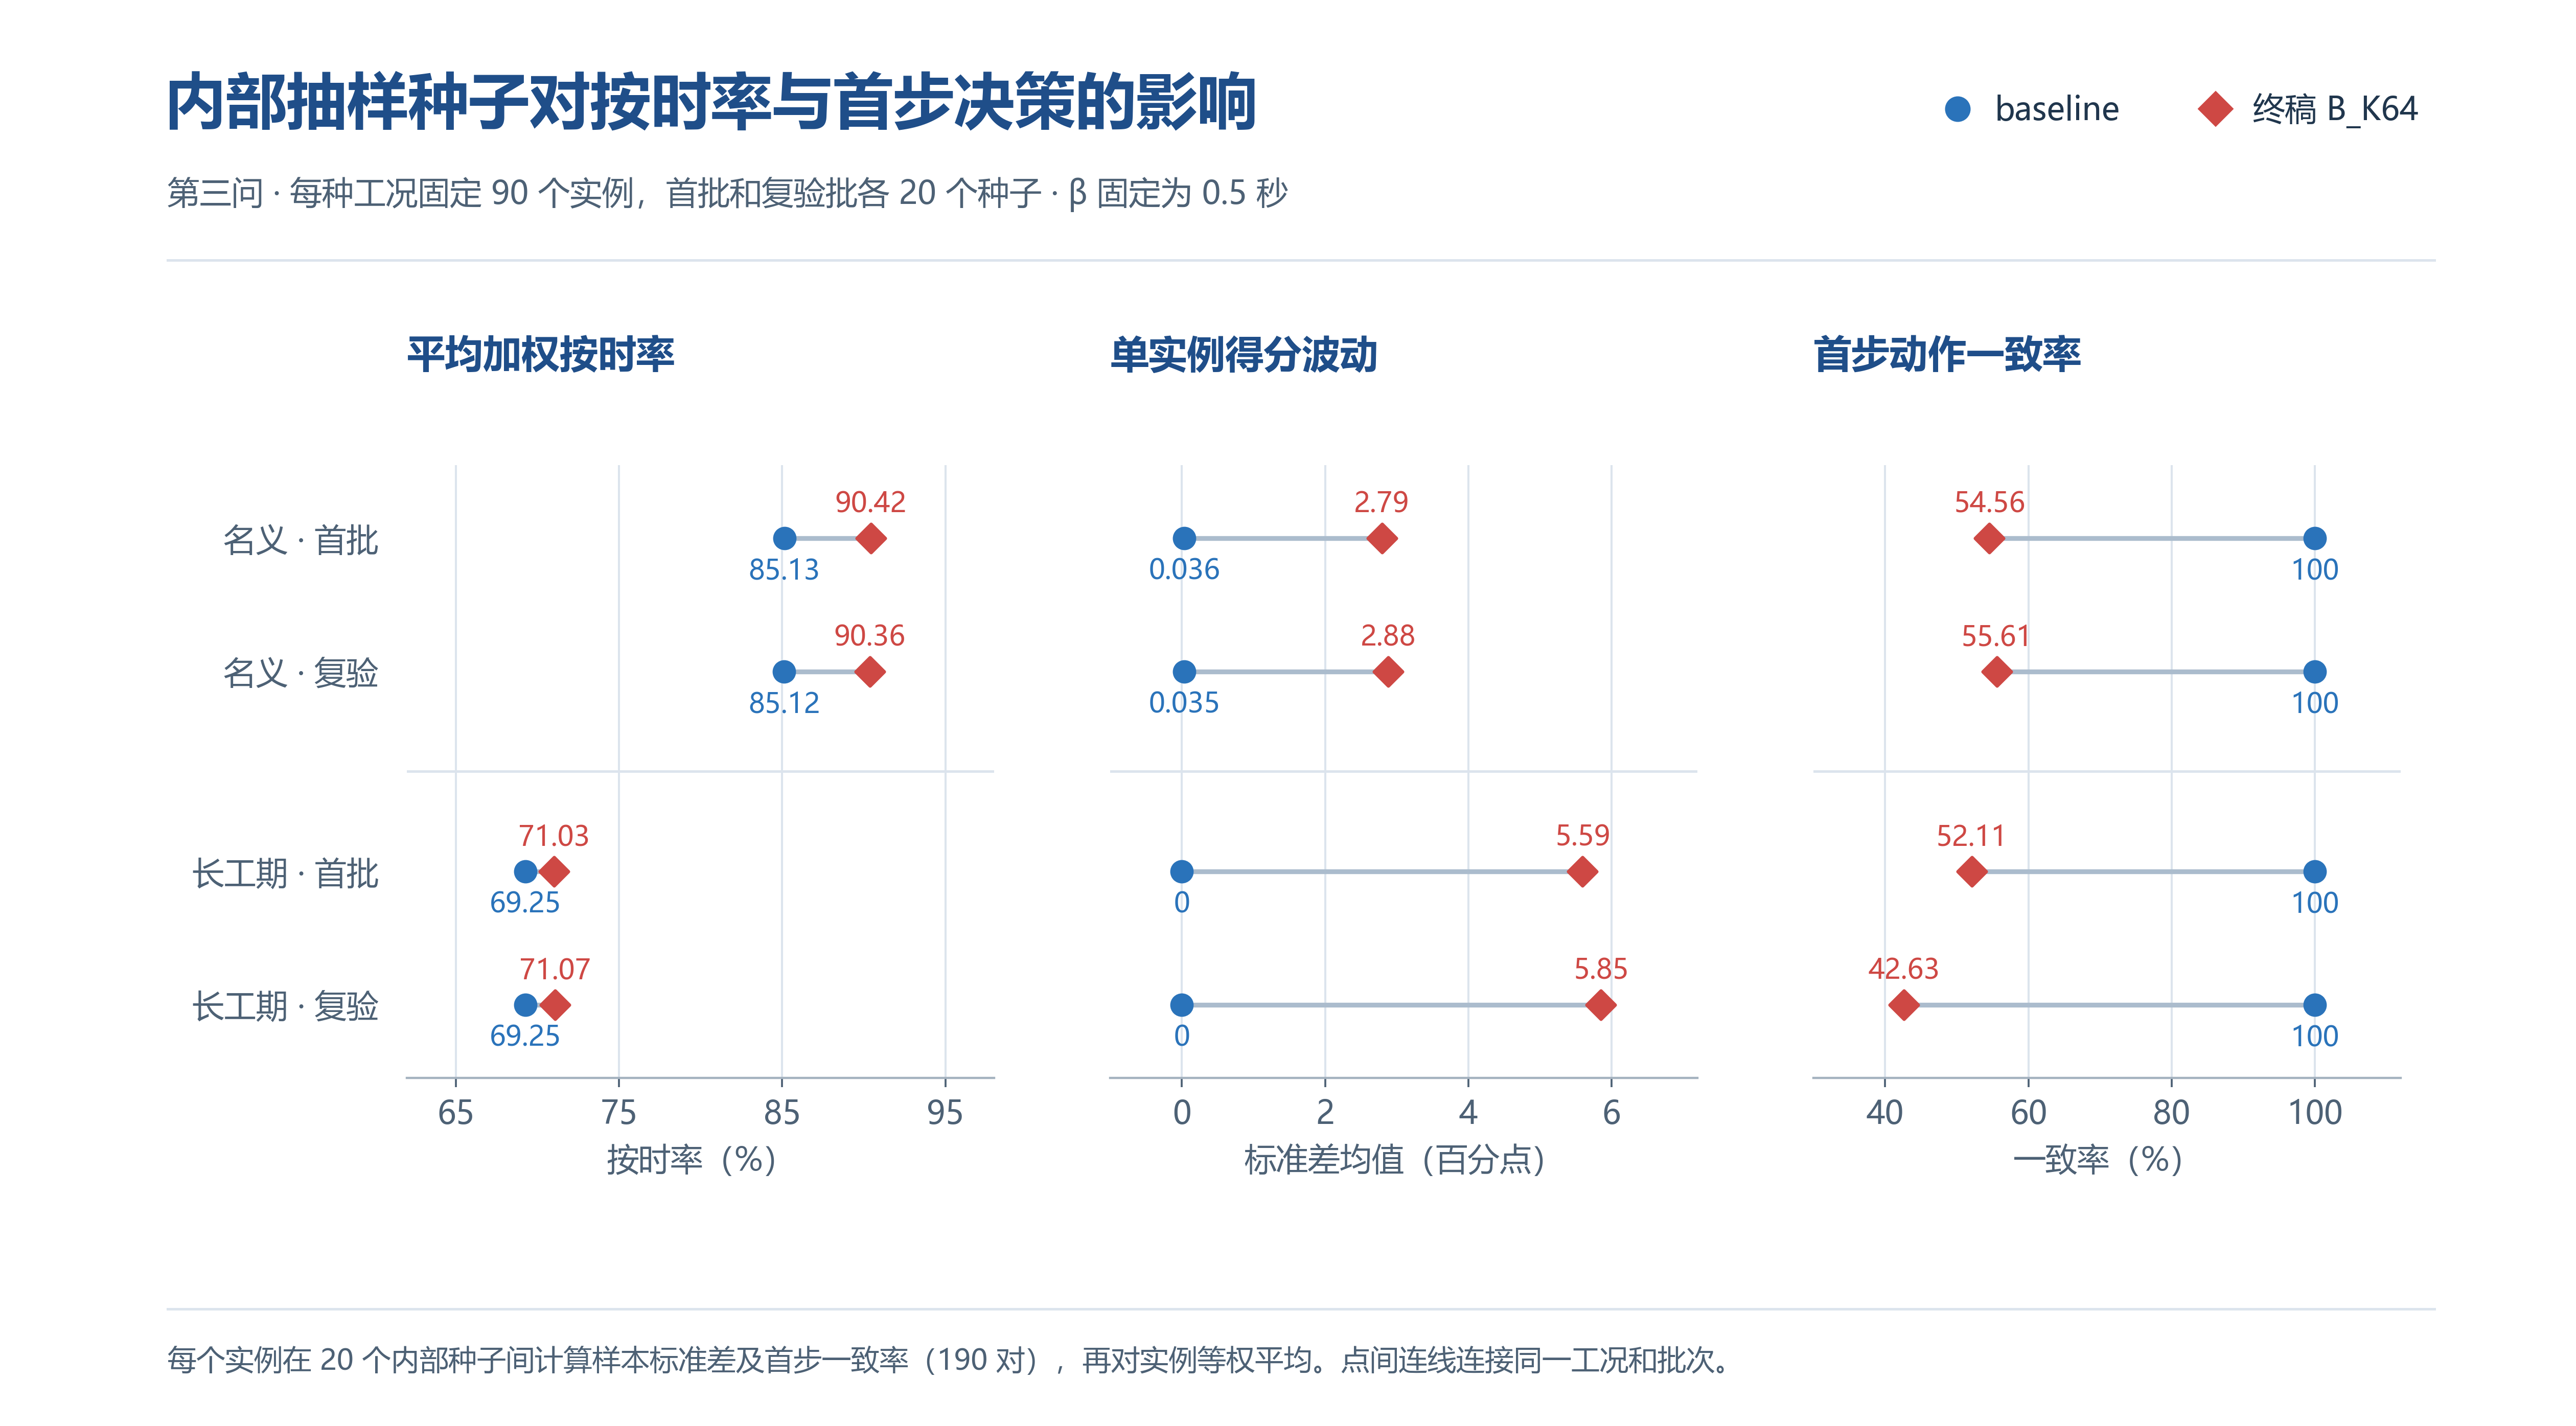 内部抽样种子对按时率与首步决策的影响
baseline
终稿 B_K64
第三问 · 每种工况固定 90 个实例，首批和复验批各 20 个种子 · β 固定为 0.5 秒
平均加权按时率
单实例得分波动
首步动作一致率
名义 · 首批
90.42
85.13
2.79
0.036
54.56
100
名义 · 复验
90.36
85.12
2.88
0.035
55.61
100
长工期 · 首批
71.03
69.25
5.59
0
52.11
100
长工期 · 复验
71.07
69.25
5.85
0
42.63
100
65 75 85 95
按时率（%）
0 2 4 6
标准差均值（百分点）
40 60 80 100
一致率（%）
每个实例在 20 个内部种子间计算样本标准差及首步一致率（190 对），再对实例等权平均。点间连线连接同一工况和批次。